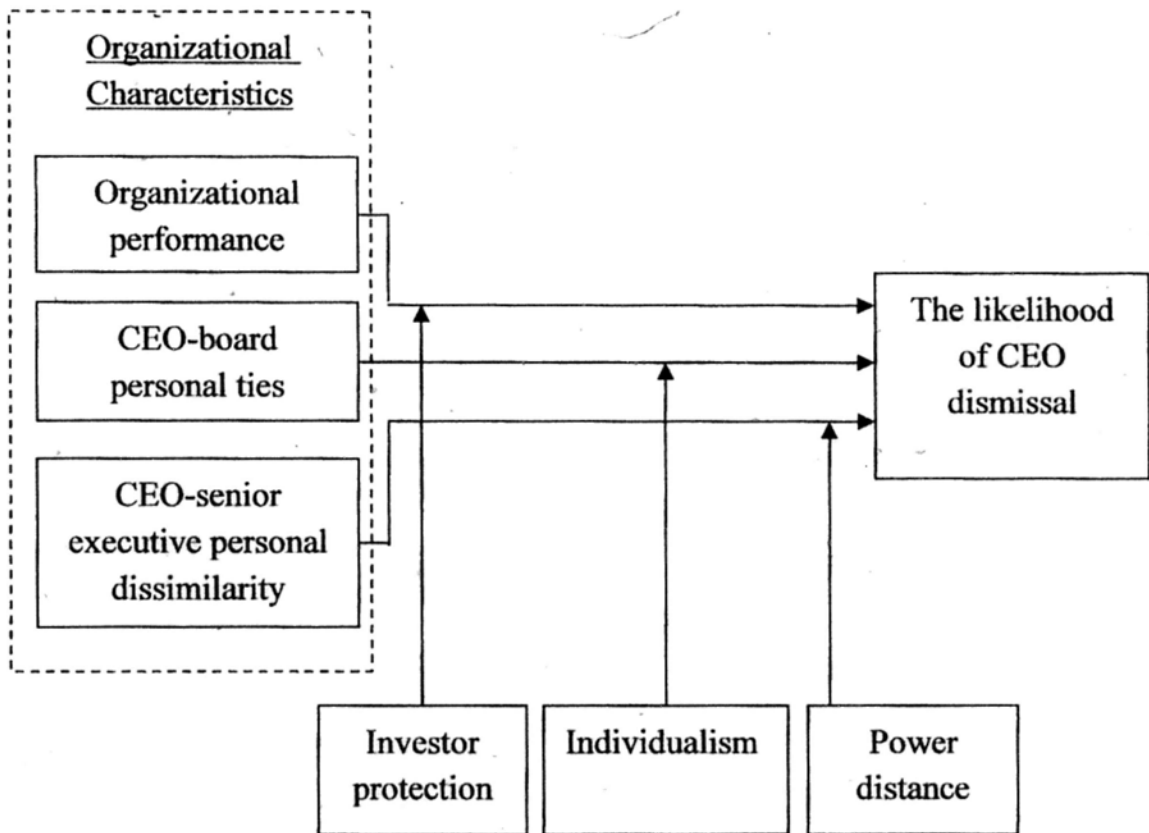 Organizational
Characteristics
Organizational
performance
CEO-board
personal ties
CEO-senior
executive personal
dissimilarity
The likelihood
of CEO
dismissal
Investor
protection
Individualism
Power
distance